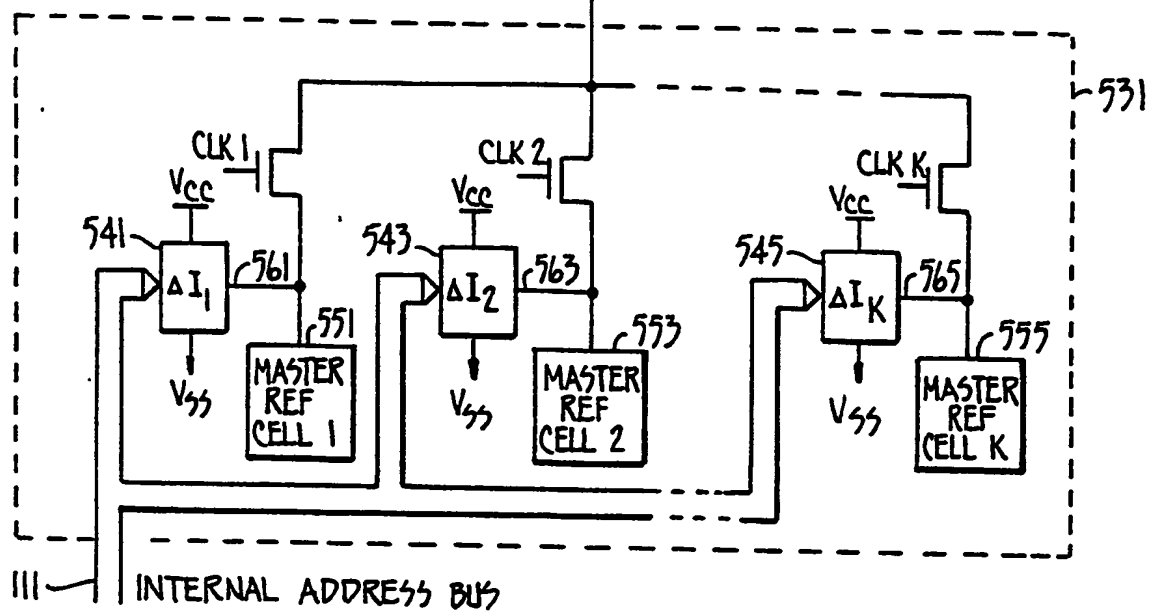 531
CLK 1
CLK 2
CLK K
VCC
VCC
VCC
541
543
545
ΔI1
561
ΔI2
563
ΔIK
565
551
553
555
VSS
VSS
VSS
MASTER
REF
CELL 1
MASTER
REF
CELL 2
MASTER
REF
CELL K
111
INTERNAL ADDRESS BUS